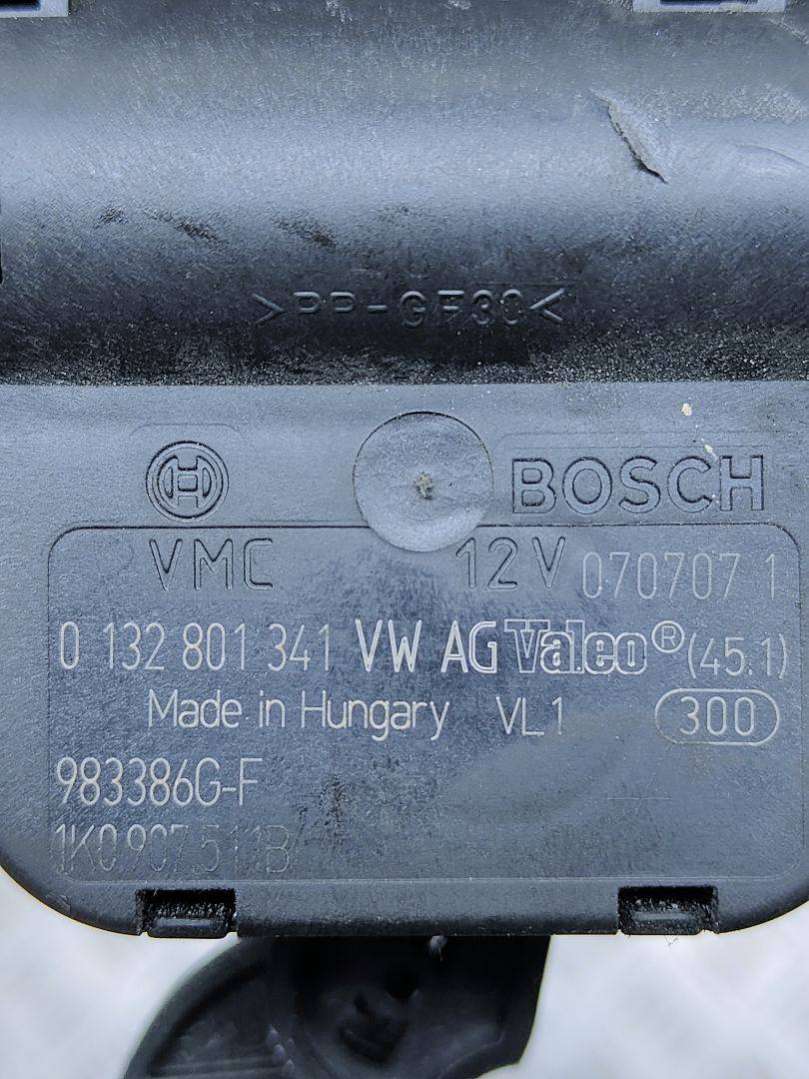 >PP-GF30<
BOSCH
VMC 12V 070707 1
0 132 801 341 VW AG Valeo® (45.1)
Made in Hungary VL1 300
983386G-F
1K0.907.511B